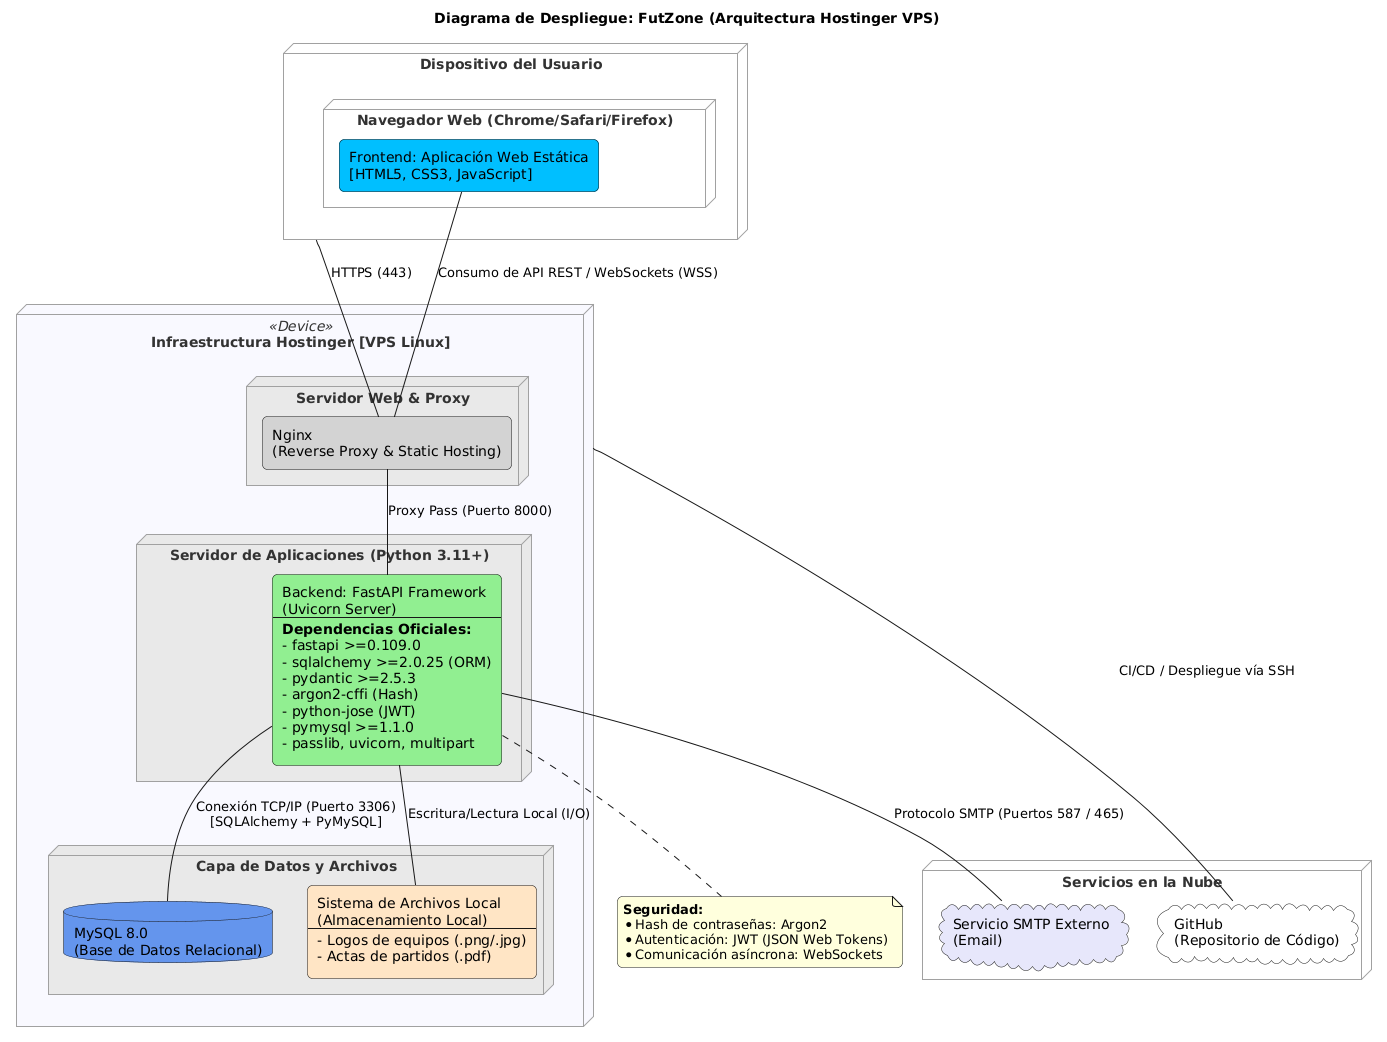 Diagrama de Despliegue: FutZone (Arquitectura Hostinger VPS)
Dispositivo del Usuario
Navegador Web (Chrome/Safari/Firefox)
Frontend: Aplicación Web Estática
[HTML5, CSS3, JavaScript]
HTTPS (443)
Consumo de API REST / WebSockets (WSS)
«Device»
Infraestructura Hostinger [VPS Linux]
Servidor Web & Proxy
Nginx
(Reverse Proxy & Static Hosting)
Proxy Pass (Puerto 8000)
Servidor de Aplicaciones (Python 3.11+)
Backend: FastAPI Framework
(Uvicorn Server)
Dependencias Oficiales:
- fastapi >=0.109.0
- sqlalchemy >=2.0.25 (ORM)
- pydantic >=2.5.3
- argon2-cffi (Hash)
- python-jose (JWT)
- pymysql >=1.1.0
- passlib, uvicorn, multipart
CI/CD / Despliegue vía SSH
Conexión TCP/IP (Puerto 3306)
[SQLAlchemy + PyMySQL]
Escritura/Lectura Local (I/O)
Protocolo SMTP (Puertos 587 / 465)
Capa de Datos y Archivos
MySQL 8.0
(Base de Datos Relacional)
Sistema de Archivos Local
(Almacenamiento Local)
- Logos de equipos (.png/.jpg)
- Actas de partidos (.pdf)
Seguridad:
• Hash de contraseñas: Argon2
• Autenticación: JWT (JSON Web Tokens)
• Comunicación asíncrona: WebSockets
Servicios en la Nube
Servicio SMTP Externo
(Email)
GitHub
(Repositorio de Código)